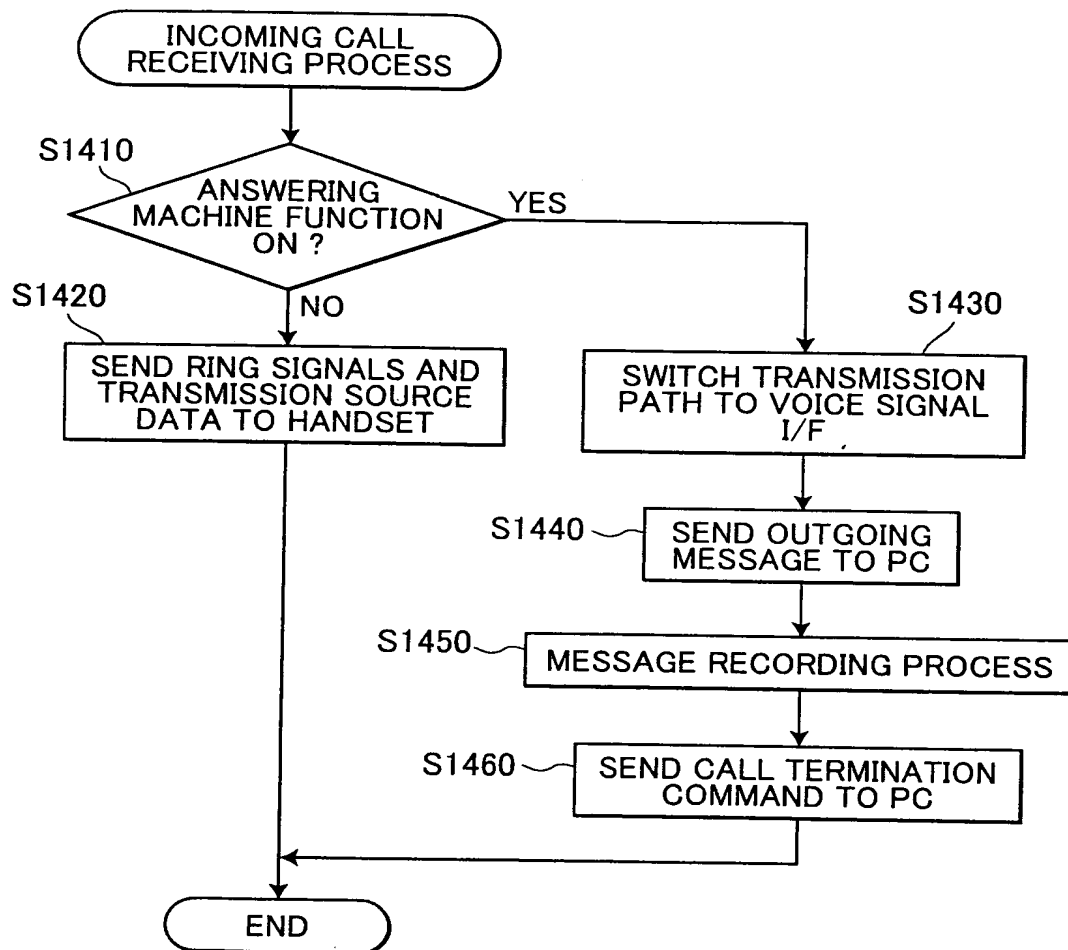 INCOMING CALL
RECEIVING PROCESS
S1410
ANSWERING
MACHINE FUNCTION
ON ?
YES
NO
S1420
SEND RING SIGNALS AND
TRANSMISSION SOURCE
DATA TO HANDSET
S1430
SWITCH TRANSMISSION
PATH TO VOICE SIGNAL
I/F
S1440
SEND OUTGOING
MESSAGE TO PC
S1450
MESSAGE RECORDING PROCESS
S1460
SEND CALL TERMINATION
COMMAND TO PC
END